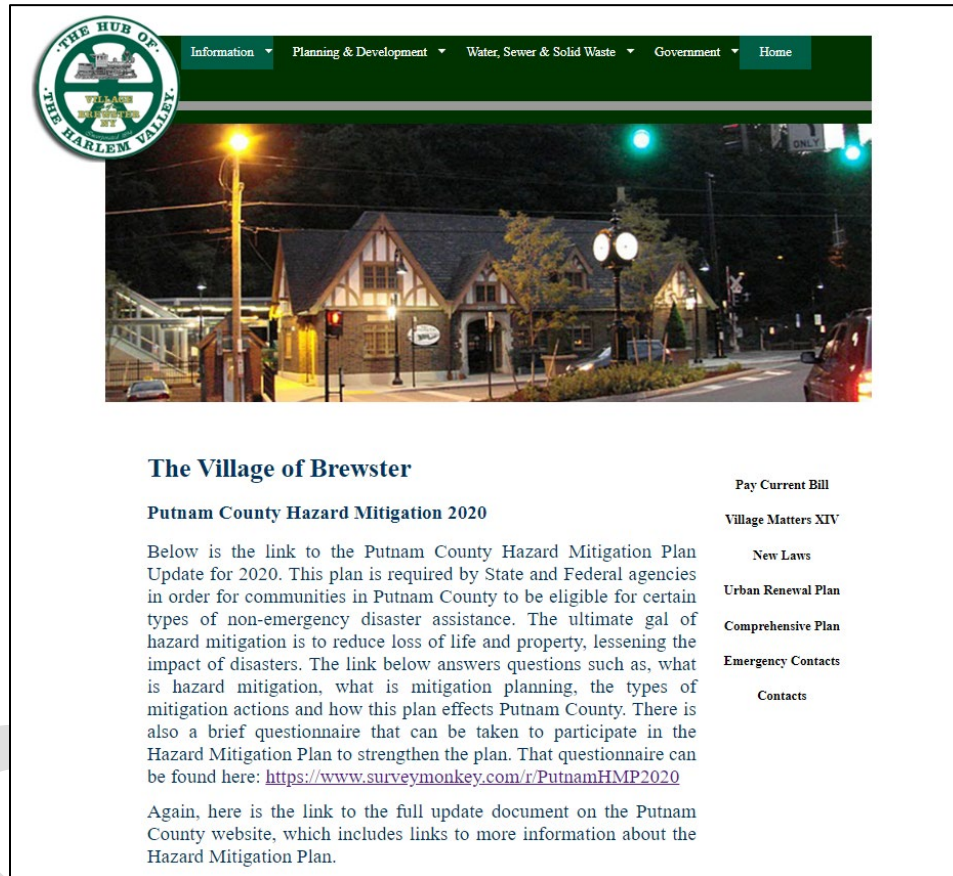 THE HUB OF
THE HARLEM VALLEY
VILLAGE
OF
BREWSTER
NY
Information
Planning & Development
Water, Sewer & Solid Waste
Government
Home
ONLY
The Village of Brewster
Putnam County Hazard Mitigation 2020
Below is the link to the Putnam County Hazard Mitigation Plan
Update for 2020. This plan is required by State and Federal agencies
in order for communities in Putnam County to be eligible for certain
types of non-emergency disaster assistance. The ultimate gal of
hazard mitigation is to reduce loss of life and property, lessening the
impact of disasters. The link below answers questions such as, what
is hazard mitigation, what is mitigation planning, the types of
mitigation actions and how this plan effects Putnam County. There is
also a brief questionnaire that can be taken to participate in the
Hazard Mitigation Plan to strengthen the plan. That questionnaire can
be found here: https://www.surveymonkey.com/r/PutnamHMP2020
Again, here is the link to the full update document on the Putnam
County website, which includes links to more information about the
Hazard Mitigation Plan.
Pay Current Bill
Village Matters XIV
New Laws
Urban Renewal Plan
Comprehensive Plan
Emergency Contacts
Contacts